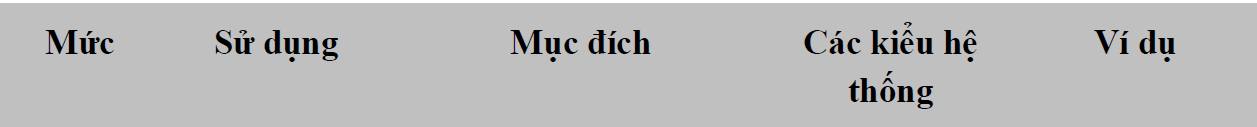 Mức Sử dụng Mục đích Các kiểu hệ Ví dụ
thống